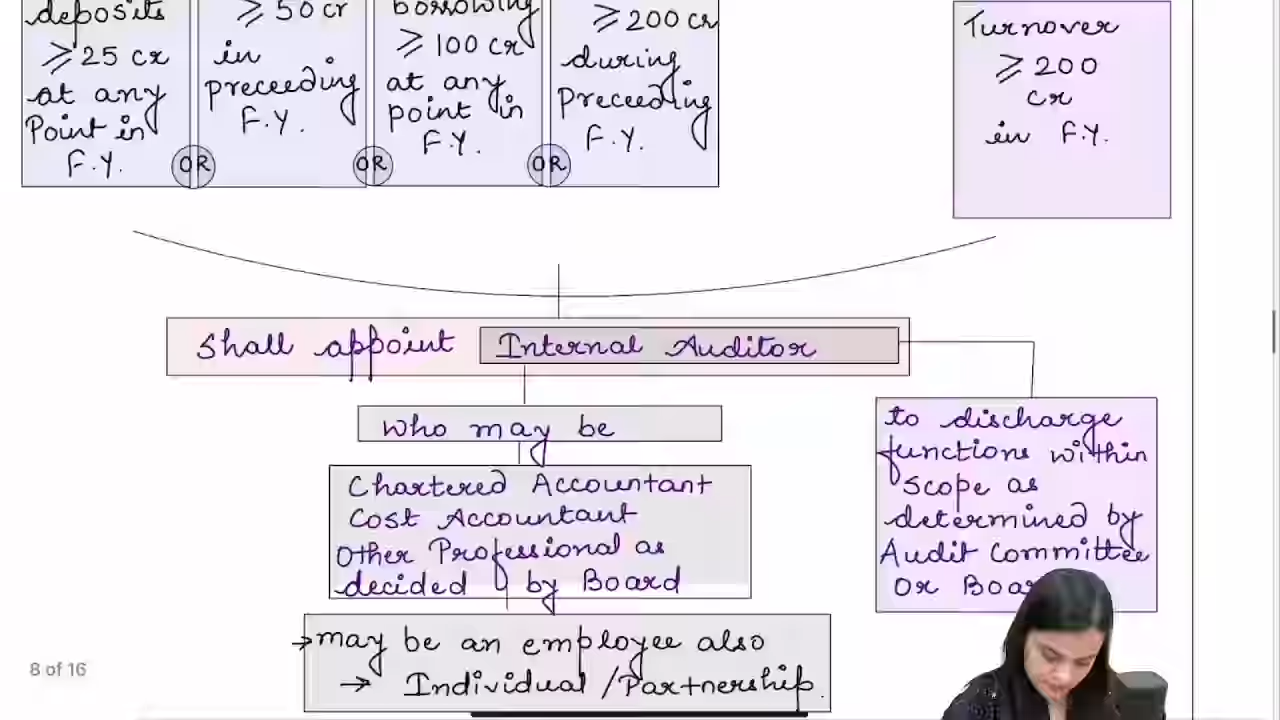 deposits
⩾ 25 cr
at any
Point in
F.Y.
OR
⩾ 50 cr
in
preceeding
F.Y.
OR
borrowing
⩾ 100 cr
at any
point in
F.Y.
OR
⩾ 200 cr
during
Preceeding
F.Y.
Turnover
⩾ 200
cr
in F.Y.
Shall appoint Internal Auditor
who may be
Chartered Accountant
Cost Accountant
Other Professional as
decided by Board
→ may be an employee also
→ Individual / Partnership.
to discharge
functions within
scope as
determined by
Audit Committee
Or
8 of 16